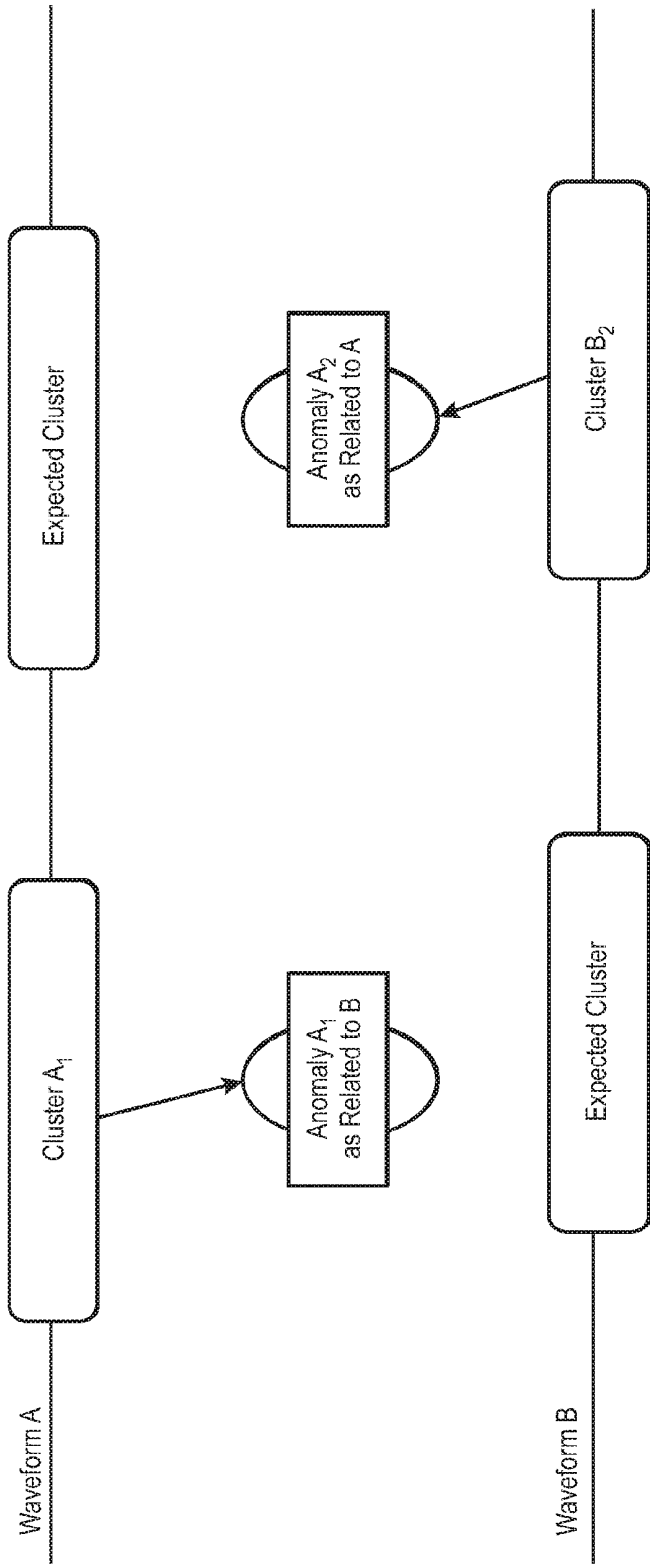 Waveform A
Cluster A₁
Expected Cluster
Anomaly A₁
as Related to B
Anomaly A₂
as Related to A
Waveform B
Expected Cluster
Cluster B₂